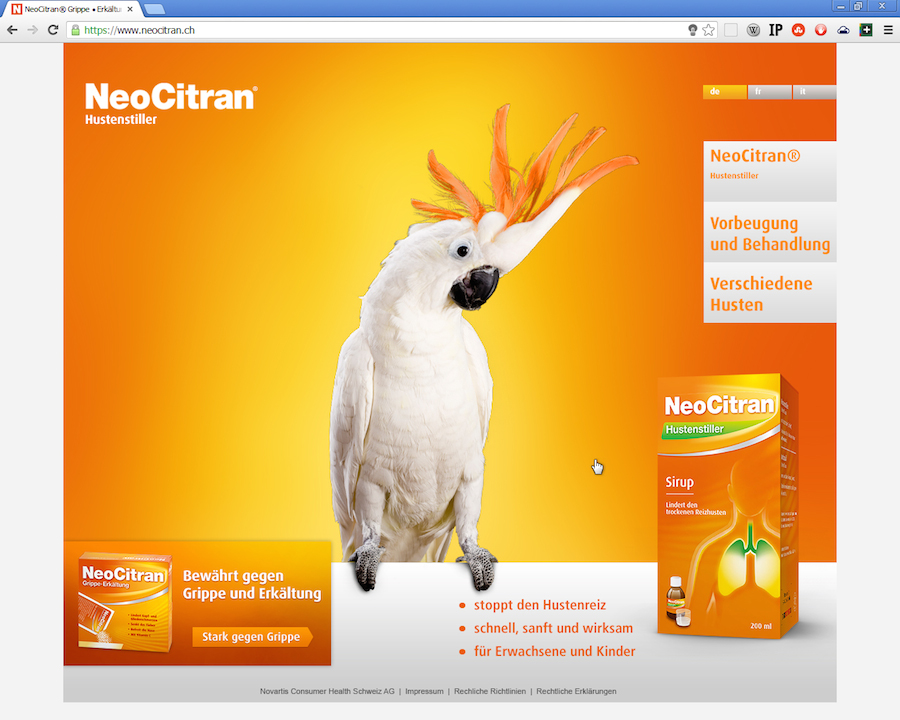 NeoCitran® Grippe • Erkältu
https://www.neocitran.ch
W
IP
NeoCitran®
Hustenstiller
de
fr
it
NeoCitran®
Hustenstiller
Vorbeugung
und Behandlung
Verschiedene
Husten
NeoCitran
Hustenstiller
Sirup
Lindert den
trockenen Reizhusten
200 ml
NeoCitran
Grippe-Erkältung
Bewährt gegen
Grippe und Erkältung
Stark gegen Grippe
stoppt den Hustenreiz
schnell, sanft und wirksam
für Erwachsene und Kinder
Novartis Consumer Health Schweiz AG | Impressum | Rechliche Richtlinien | Rechtliche Erklärungen